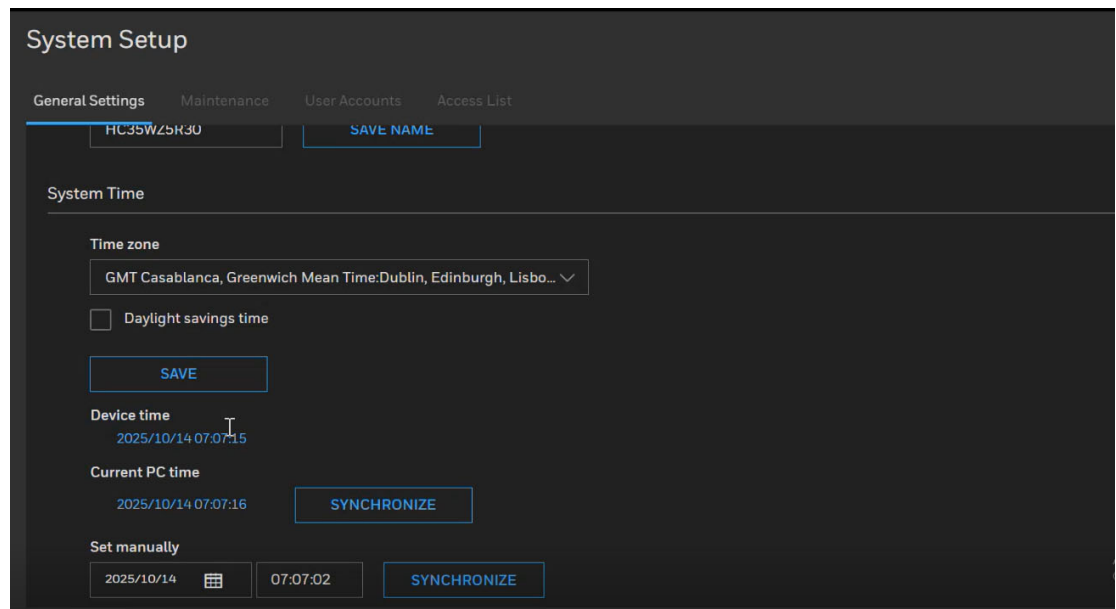 System Setup
General Settings Maintenance User Accounts Access List
HC35WZ5R30 SAVE NAME
System Time
Time zone
GMT Casablanca, Greenwich Mean Time:Dublin, Edinburgh, Lisbo...
Daylight savings time
SAVE
Device time
2025/10/14 07:07:15
Current PC time
2025/10/14 07:07:16 SYNCHRONIZE
Set manually
2025/10/14 07:07:02 SYNCHRONIZE